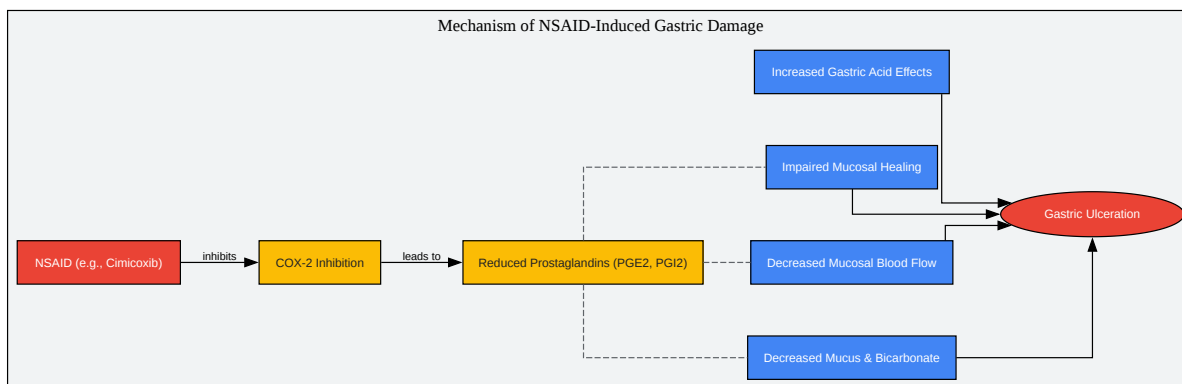 Mechanism of NSAID-Induced Gastric Damage
Increased Gastric Acid Effects
Impaired Mucosal Healing
Gastric Ulceration
NSAID (e.g., Cimicoxib)
inhibits
COX-2 Inhibition
leads to
Reduced Prostaglandins (PGE2, PGI2)
Decreased Mucosal Blood Flow
Decreased Mucus & Bicarbonate